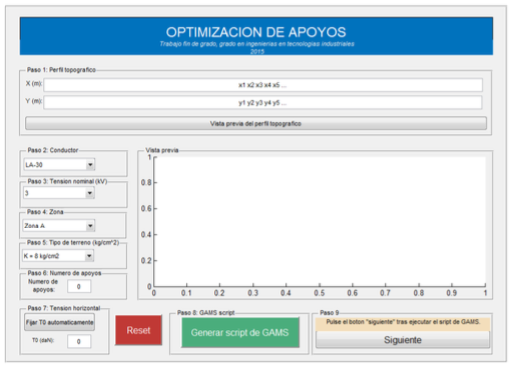 OPTIMIZACION DE APOYOS
Trabajo fin de grado, grado en ingenierias en tecnologias industriales
2015
Paso 1: Perfil topografico
X (m):
x1 x2 x3 x4 x5 ...
Y (m):
y1 y2 y3 y4 y5 ...
Vista previa del perfil topografico
Paso 2: Conductor
LA-30
Paso 3: Tension nominal (kV)
3
Paso 4: Zona
Zona A
Paso 5: Tipo de terreno (kg/cm^2)
K = 8 kg/cm2
Paso 6: Numero de apoyos
Numero de
apoyos:
0
Vista previa
1
0.8
0.6
0.4
0.2
0
0 0.1 0.2 0.3 0.4 0.5 0.6 0.7 0.8 0.9 1
Paso 7: Tension horizontal
Fijar T0 automaticamente
T0 (daN):
0
Reset
Paso 8: GAMS script
Generar script de GAMS
Paso 9
Pulse el boton "siguiente" tras ejecutar el sript de GAMS.
Siguiente